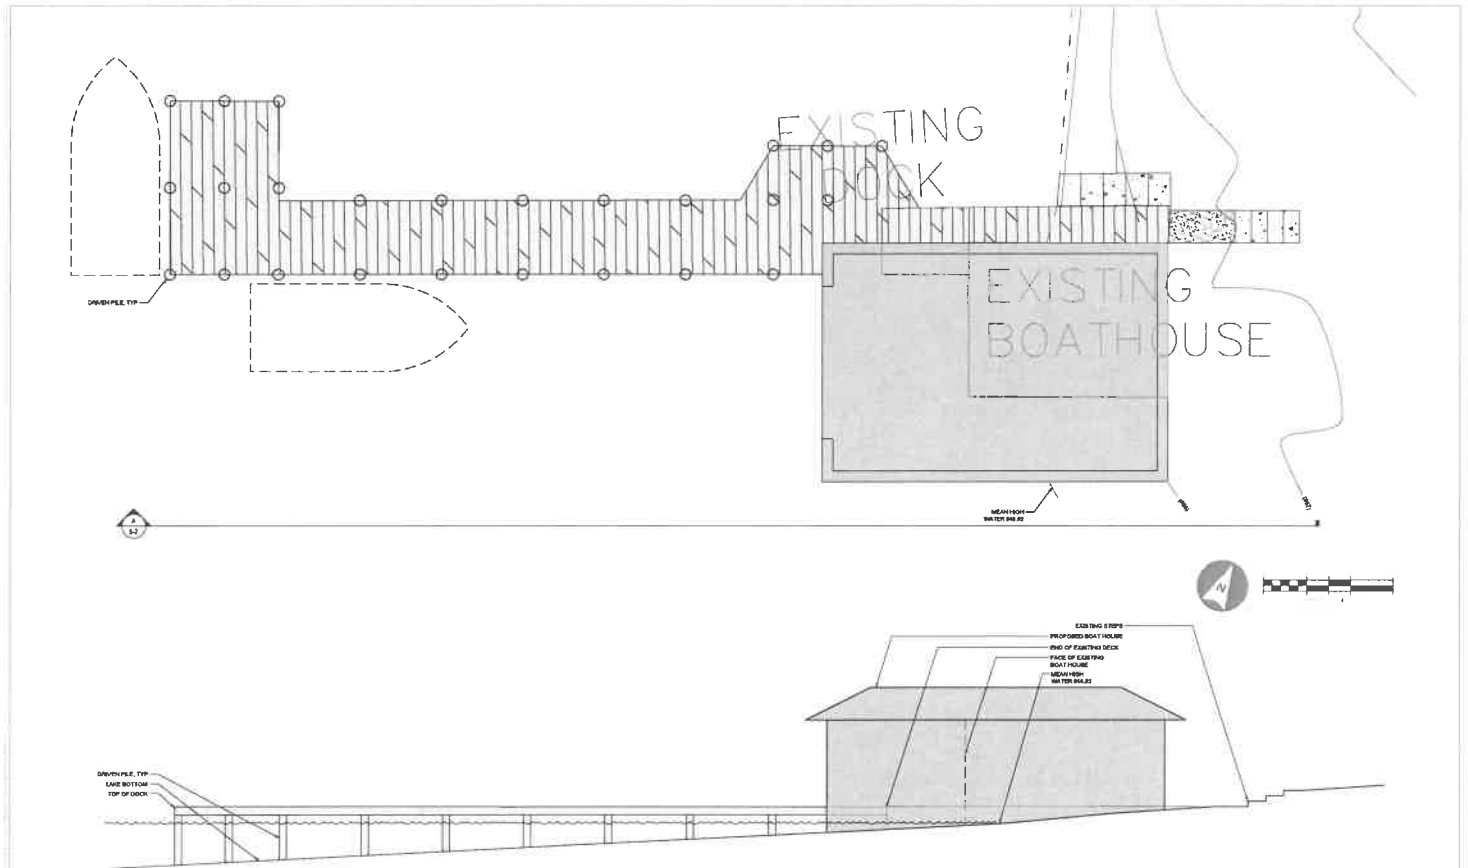 EXISTING
DOCK
EXISTING
BOATHOUSE
DRIVEN PILE, TYP
MEAN HIGH
A
S-2
N
EXISTING STEPS
PROPOSED BOAT HOUSE
END OF EXISTING DECK
FACE OF EXISTING
BOAT HOUSE
MEAN HIGH
DRIVEN PILE, TYP
LAKE BOTTOM
TOP OF DOCK